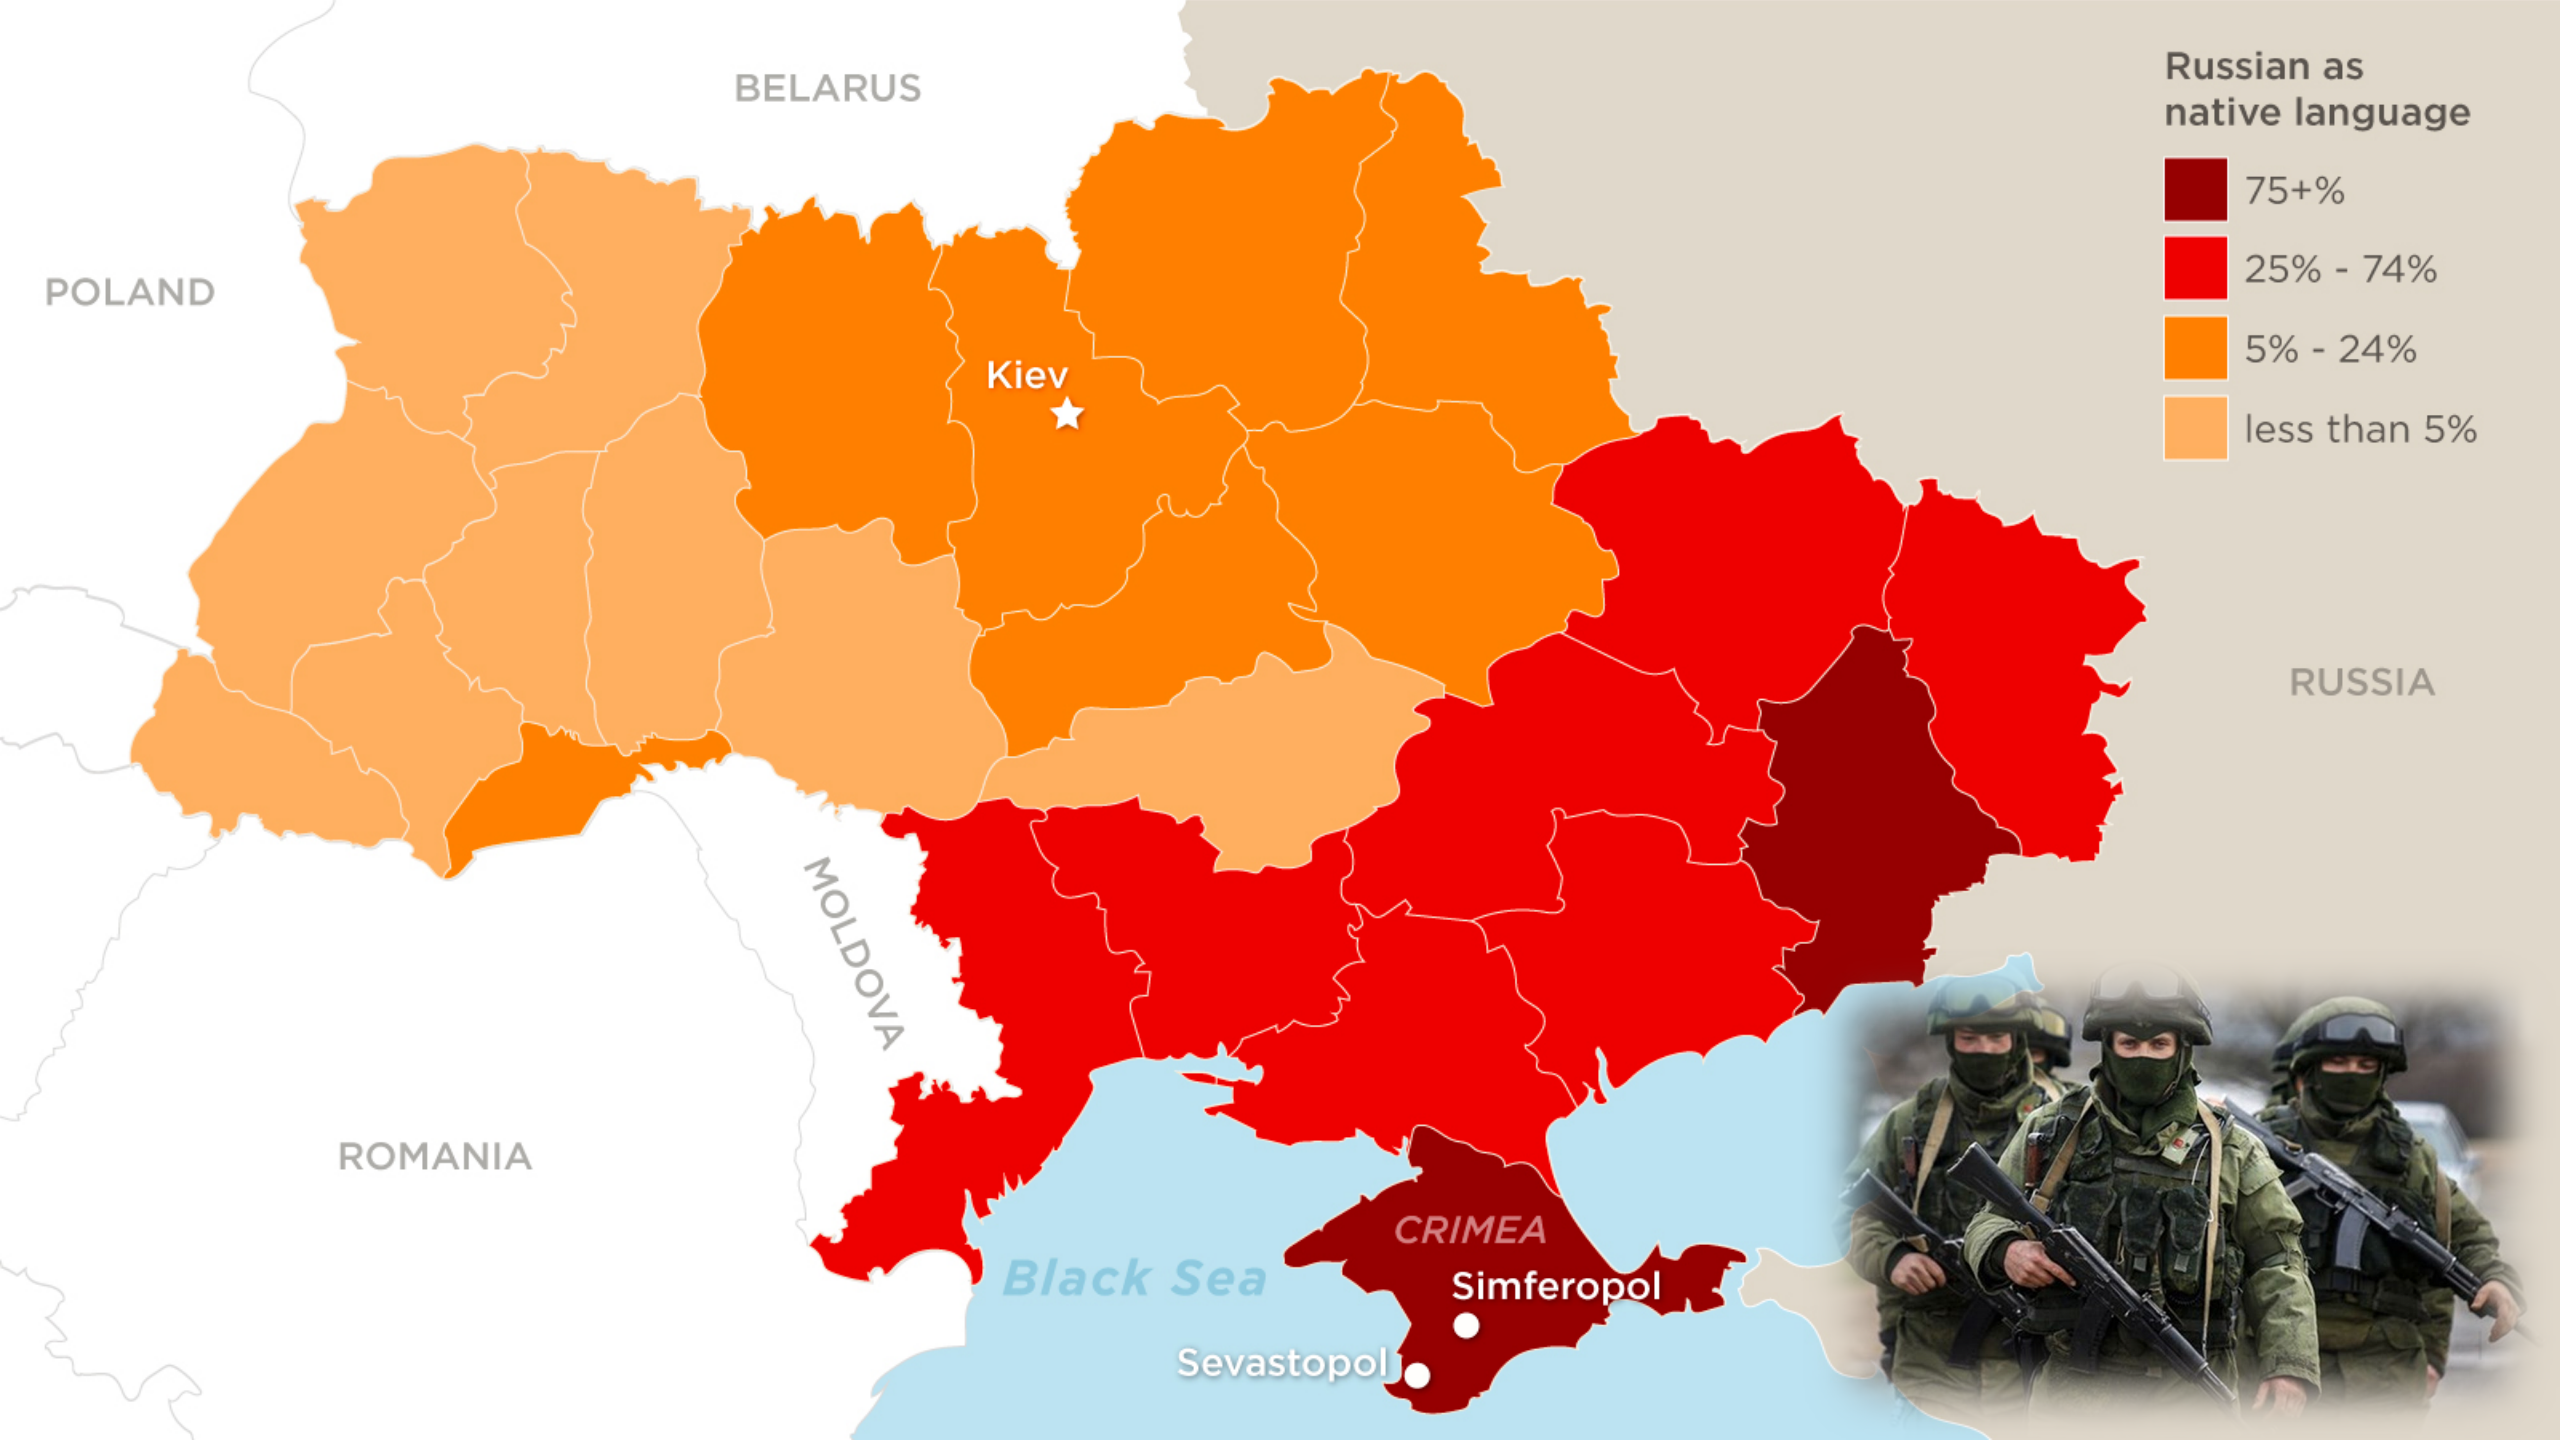 BELARUS
POLAND
Kiev
RUSSIA
MOLDOVA
ROMANIA
Black Sea
CRIMEA
Simferopol
Sevastopol
Russian as
native language
75+%
25% - 74%
5% - 24%
less than 5%